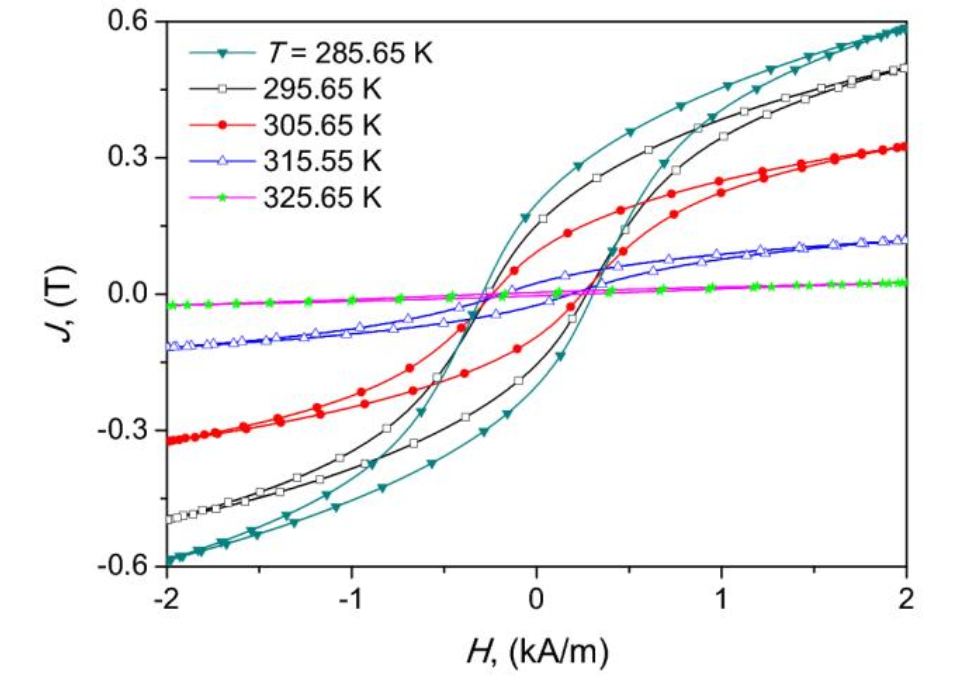 0.6
0.3
0.0
-0.3
-0.6
J, (T)
T = 285.65 K
295.65 K
305.65 K
315.55 K
325.65 K
-2 -1 0 1 2
H, (kA/m)